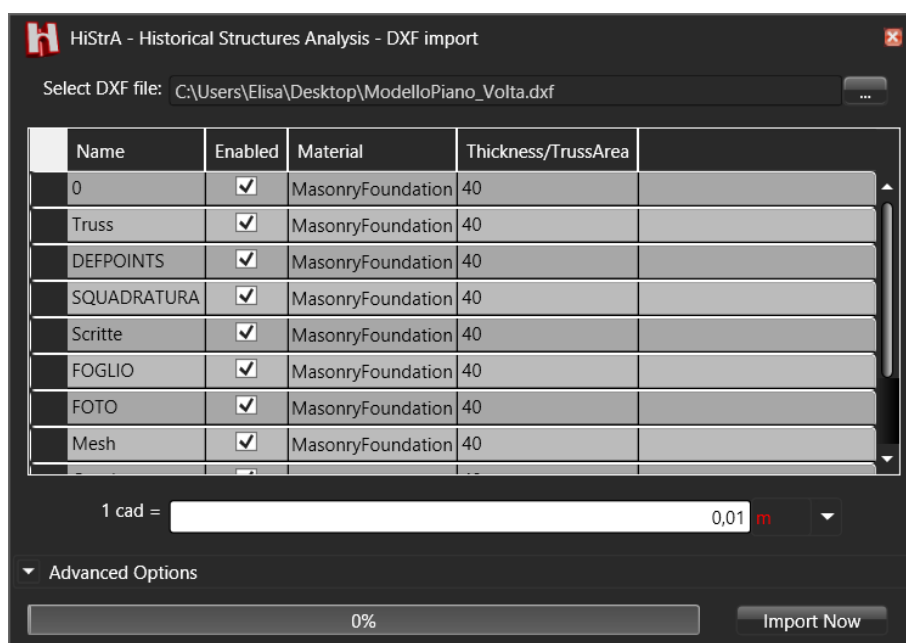 HiStrA - Historical Structures Analysis - DXF import
Select DXF file: C:\Users\Elisa\Desktop\ModelloPiano_Volta.dxf ...
Name Enabled Material Thickness/TrussArea
0 MasonryFoundation 40
Truss MasonryFoundation 40
DEFPOINTS MasonryFoundation 40
SQUADRATURA MasonryFoundation 40
Scritte MasonryFoundation 40
FOGLIO MasonryFoundation 40
FOTO MasonryFoundation 40
Mesh MasonryFoundation 40
1 cad = 0,01 m
Advanced Options
0% Import Now